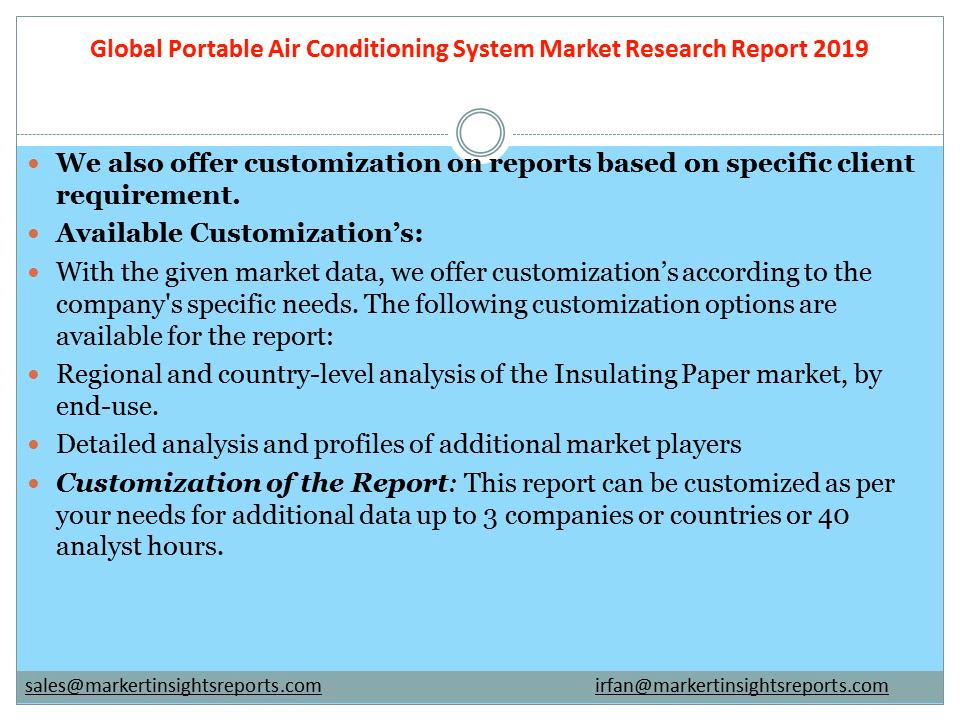 Global Portable Air Conditioning System Market Research Report 2019
We also offer customization on reports based on specific client
requirement.
Available Customization’s:
With the given market data, we offer customization’s according to the
company's specific needs. The following customization options are
available for the report:
Regional and country-level analysis of the Insulating Paper market, by
end-use.
Detailed analysis and profiles of additional market players
Customization of the Report: This report can be customized as per
your needs for additional data up to 3 companies or countries or 40
analyst hours.
sales@markertinsightsreports.com irfan@markertinsightsreports.com